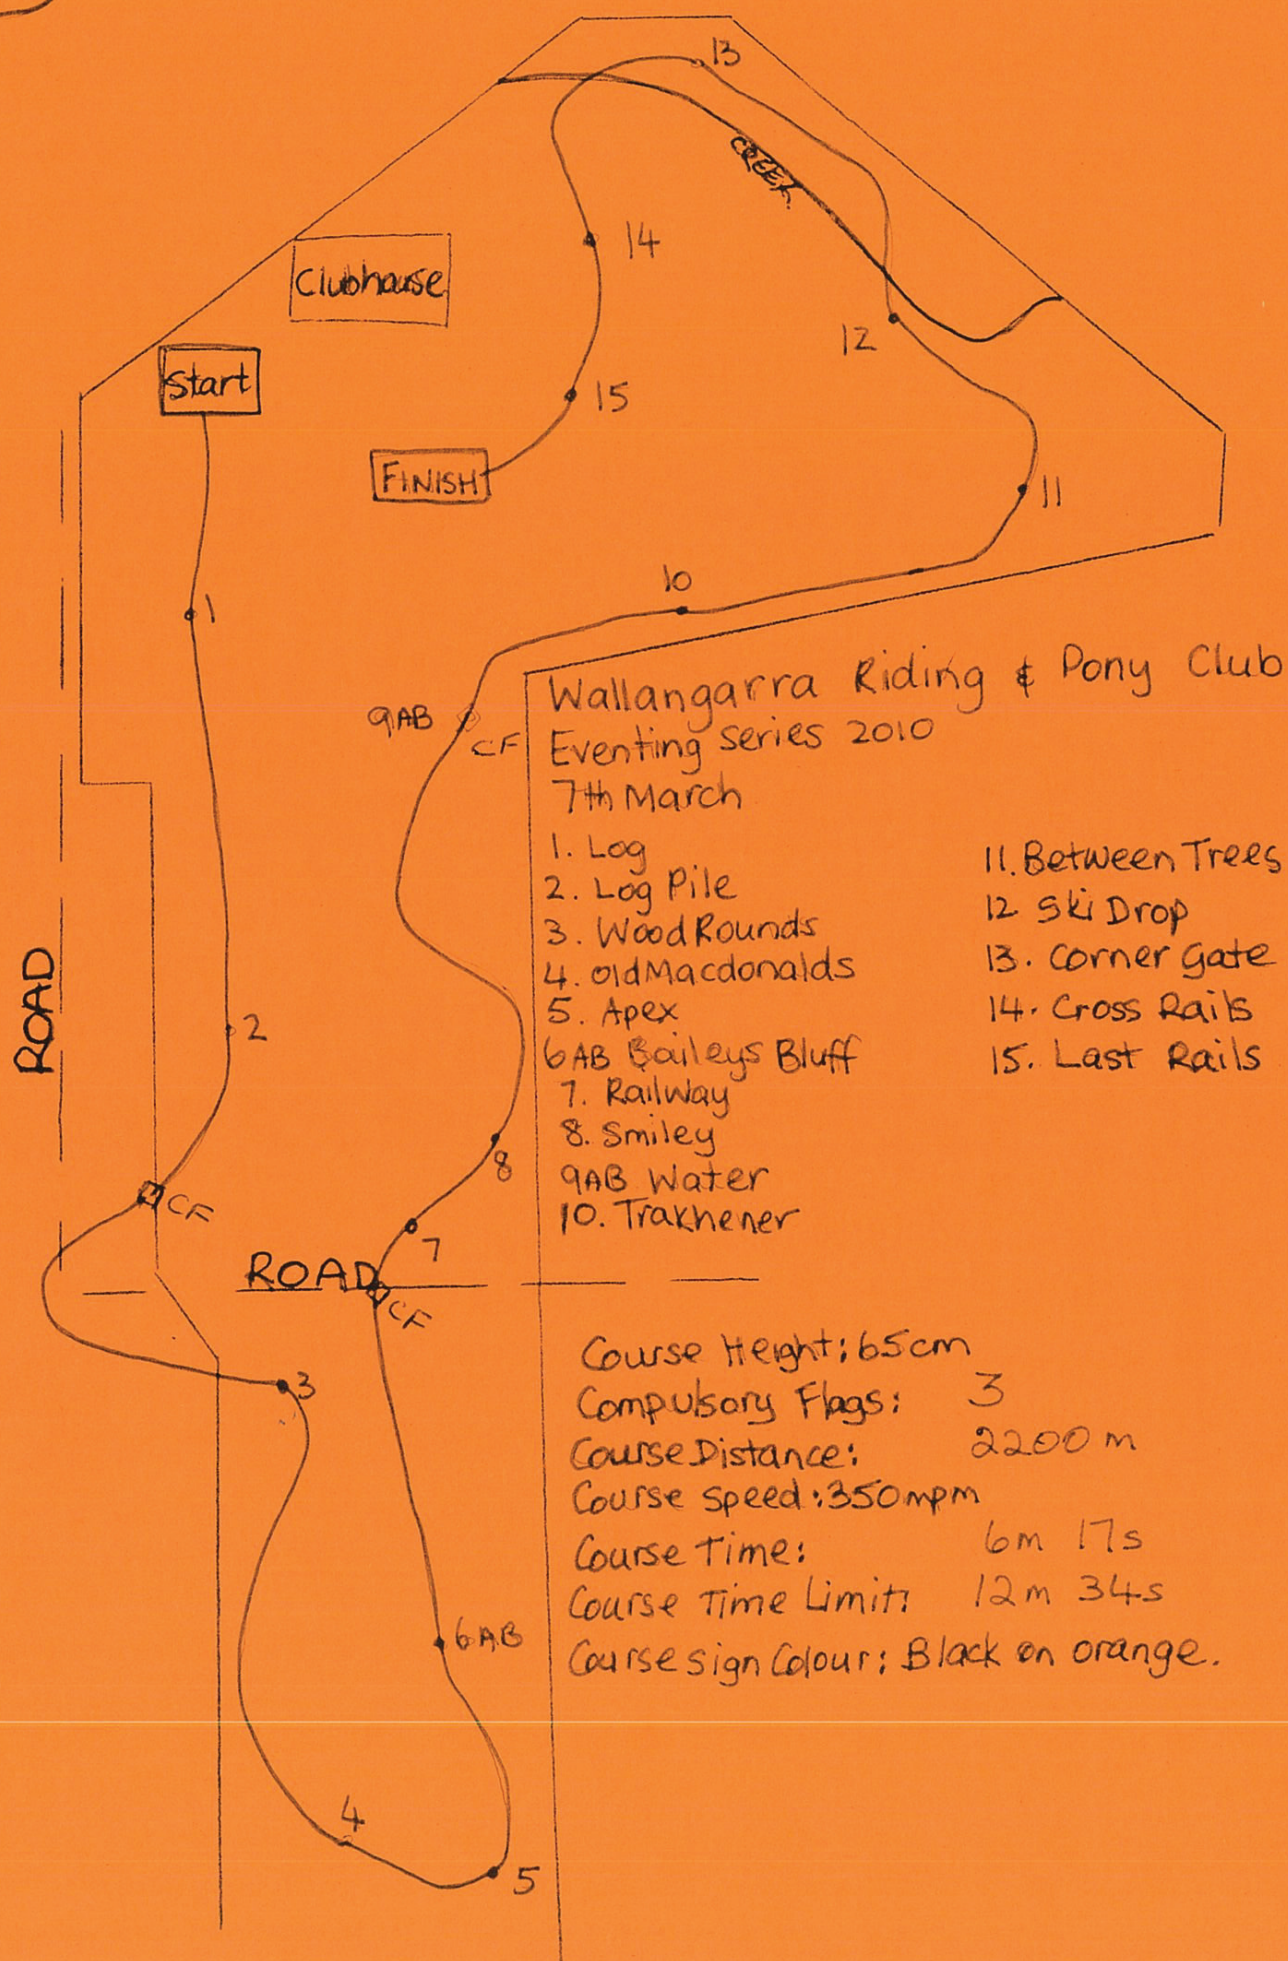 13
CREEK
14
Clubhouse
12
Start
15
FINISH
11
10
1
Wallangarra Riding & Pony Club
9AB
CF
Eventing Series 2010
7th March
1. Log
2. Log Pile
3. Wood Rounds
4. Old Macdonalds
5. Apex
6AB Baileys Bluff
7. Railway
8. Smiley
9AB Water
10. Trakhener
11. Between Trees
12 Ski Drop
13. Corner Gate
14. Cross Rails
15. Last Rails
ROAD
2
8
CF
7
ROAD
CF
3
Course Height: 65cm
Compulsory Flags: 3
Course Distance: 2200 m
Course Speed: 350mpm
Course Time: 6m 17s
Course Time Limit: 12m 34s
Course sign Colour: Black on orange.
6AB
4
5